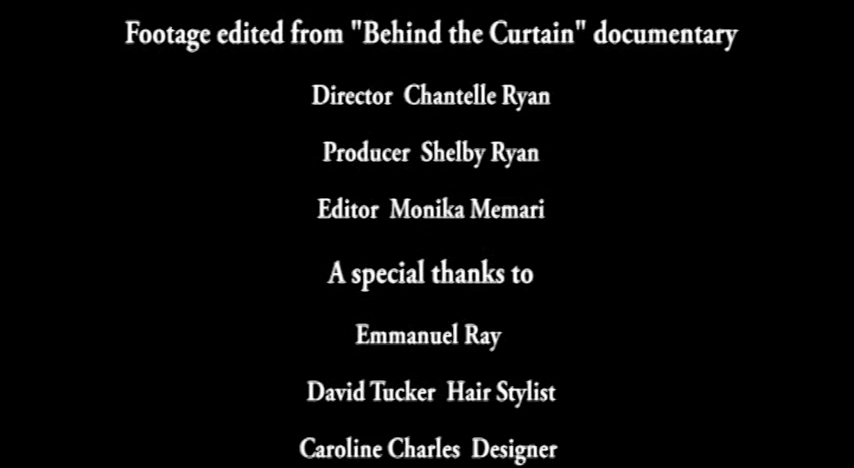 Footage edited from "Behind the Curtain" documentary
Director Chantelle Ryan
Producer Shelby Ryan
Editor Monika Memari
A special thanks to
Emmanuel Ray
David Tucker Hair Stylist
Caroline Charles Designer